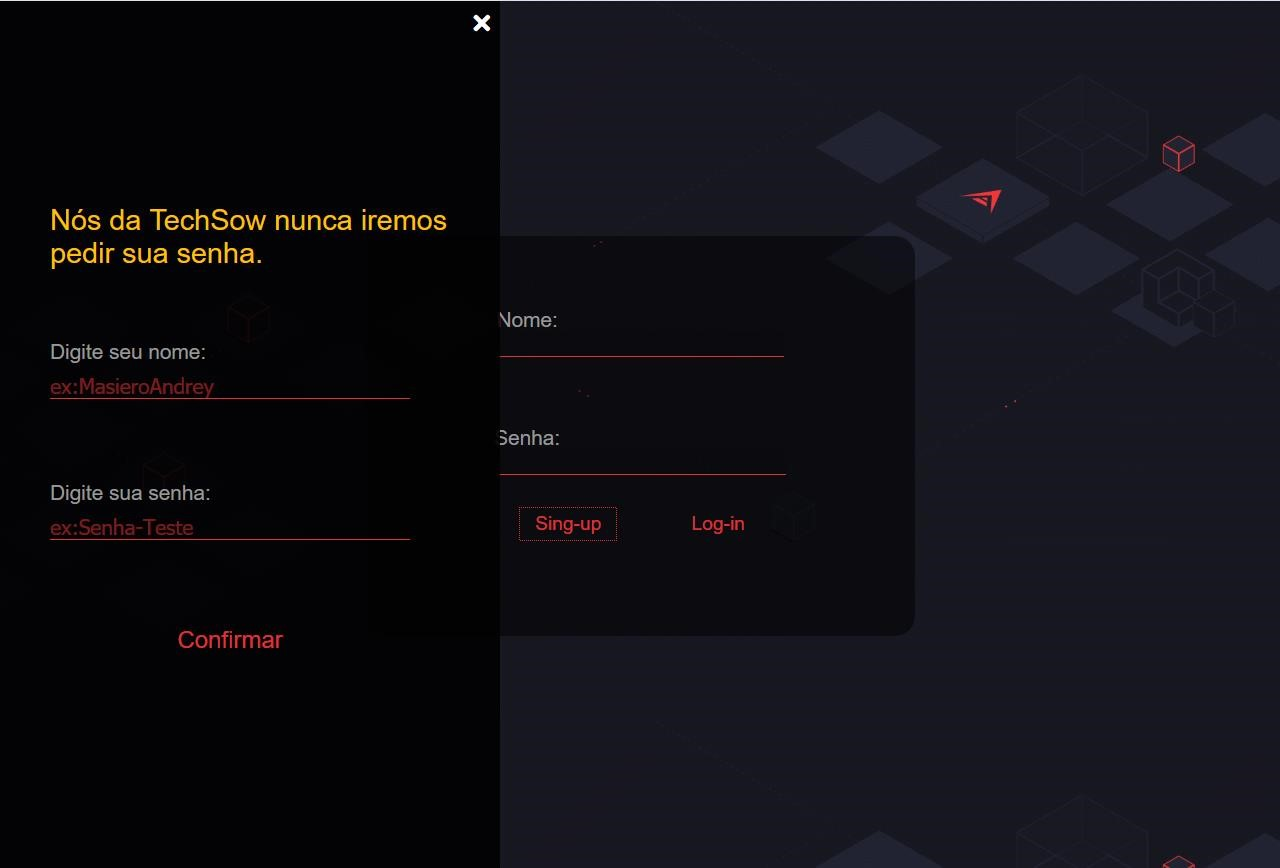 Nós da TechSow nunca iremos
pedir sua senha.
Digite seu nome:
ex:MasieroAndrey
Digite sua senha:
ex:Senha-Teste
Confirmar
Nome:
Senha:
Sing-up
Log-in